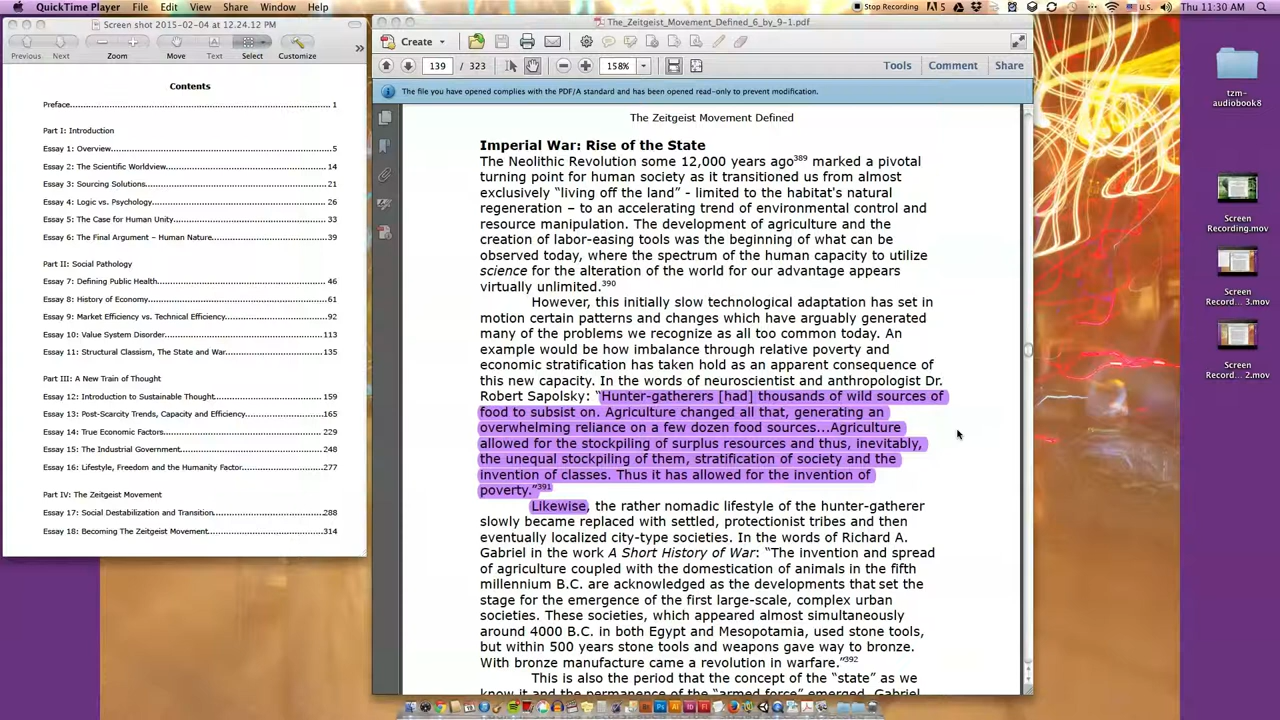 QuickTime Player File Edit View Share Window Help
Stop Recording U.S. Thu 11:30 AM
Screen shot 2015-02-04 at 12.24.12 PM
Previous Next Zoom Move Text Select Customize
Contents
Preface 1
Part I: Introduction
Essay 1: Overview 5
Essay 2: The Scientific Worldview 14
Essay 3: Sourcing Solutions 21
Essay 4: Logic vs. Psychology 26
Essay 5: The Case for Human Unity 33
Essay 6: The Final Argument – Human Nature 39
Part II: Social Pathology
Essay 7: Defining Public Health 46
Essay 8: History of Economy 61
Essay 9: Market Efficiency vs. Technical Efficiency 92
Essay 10: Value System Disorder 113
Essay 11: Structural Classism, The State and War 135
Part III: A New Train of Thought
Essay 12: Introduction to Sustainable Thought 159
Essay 13: Post-Scarcity Trends, Capacity and Efficiency 165
Essay 14: True Economic Factors 229
Essay 15: The Industrial Government 248
Essay 16: Lifestyle, Freedom and the Humanity Factor 277
Part IV: The Zeitgeist Movement
Essay 17: Social Destabilization and Transition 288
Essay 18: Becoming The Zeitgeist Movement 314
The_Zeitgeist_Movement_Defined_6_by_9-1.pdf
Create
139 / 323 158% Tools Comment Share
The file you have opened complies with the PDF/A standard and has been opened read-only to prevent modification.
The Zeitgeist Movement Defined
Imperial War: Rise of the State
The Neolithic Revolution some 12,000 years ago389 marked a pivotal
turning point for human society as it transitioned us from almost
exclusively “living off the land” - limited to the habitat's natural
regeneration – to an accelerating trend of environmental control and
resource manipulation. The development of agriculture and the
creation of labor-easing tools was the beginning of what can be
observed today, where the spectrum of the human capacity to utilize
science for the alteration of the world for our advantage appears
virtually unlimited.390
However, this initially slow technological adaptation has set in
motion certain patterns and changes which have arguably generated
many of the problems we recognize as all too common today. An
example would be how imbalance through relative poverty and
economic stratification has taken hold as an apparent consequence of
this new capacity. In the words of neuroscientist and anthropologist Dr.
Robert Sapolsky: “Hunter-gatherers [had] thousands of wild sources of
food to subsist on. Agriculture changed all that, generating an
overwhelming reliance on a few dozen food sources...Agriculture
allowed for the stockpiling of surplus resources and thus, inevitably,
the unequal stockpiling of them, stratification of society and the
invention of classes. Thus it has allowed for the invention of
poverty.”391
Likewise, the rather nomadic lifestyle of the hunter-gatherer
slowly became replaced with settled, protectionist tribes and then
eventually localized city-type societies. In the words of Richard A.
Gabriel in the work A Short History of War: “The invention and spread
of agriculture coupled with the domestication of animals in the fifth
millennium B.C. are acknowledged as the developments that set the
stage for the emergence of the first large-scale, complex urban
societies. These societies, which appeared almost simultaneously
around 4000 B.C. in both Egypt and Mesopotamia, used stone tools,
but within 500 years stone tools and weapons gave way to bronze.
With bronze manufacture came a revolution in warfare.”392
This is also the period that the concept of the “state” as we
know it and the permanence of the “armed force” emerged. Gabriel
tzm-
audiobook8
Screen
Recording.mov
Screen
Record... 3.mov
Screen
Record... 2.mov